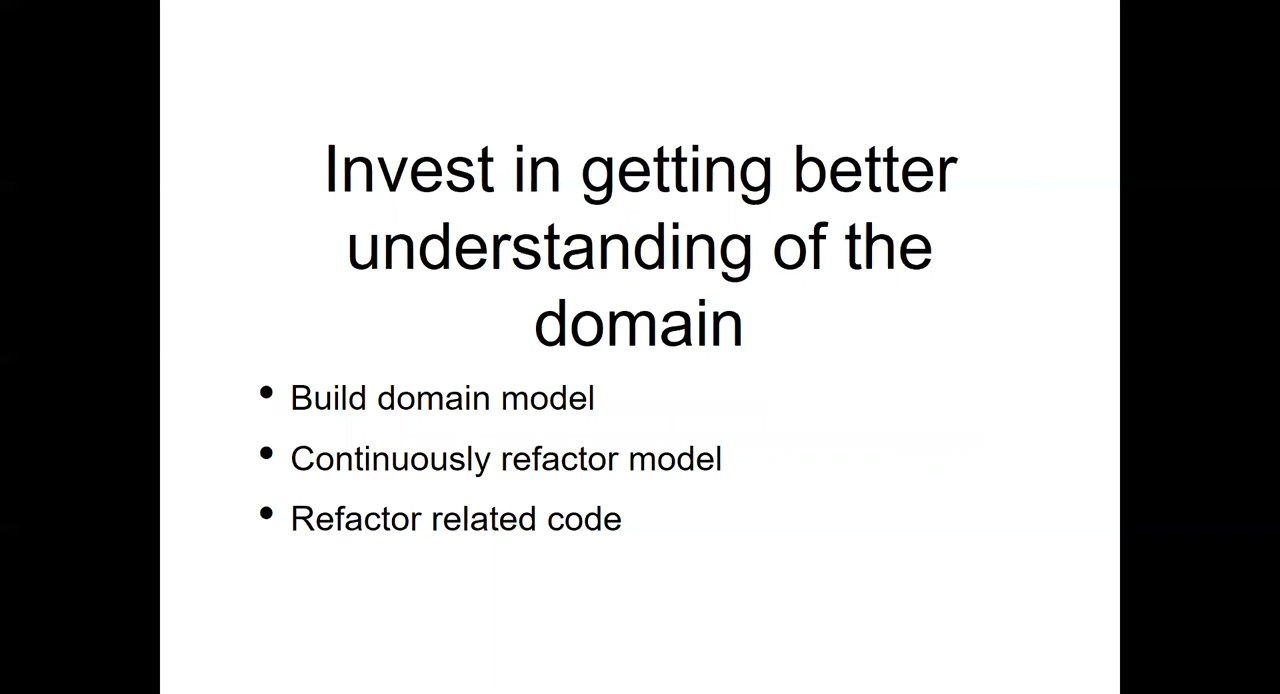 Invest in getting better
understanding of the
domain
• Build domain model
• Continuously refactor model
• Refactor related code